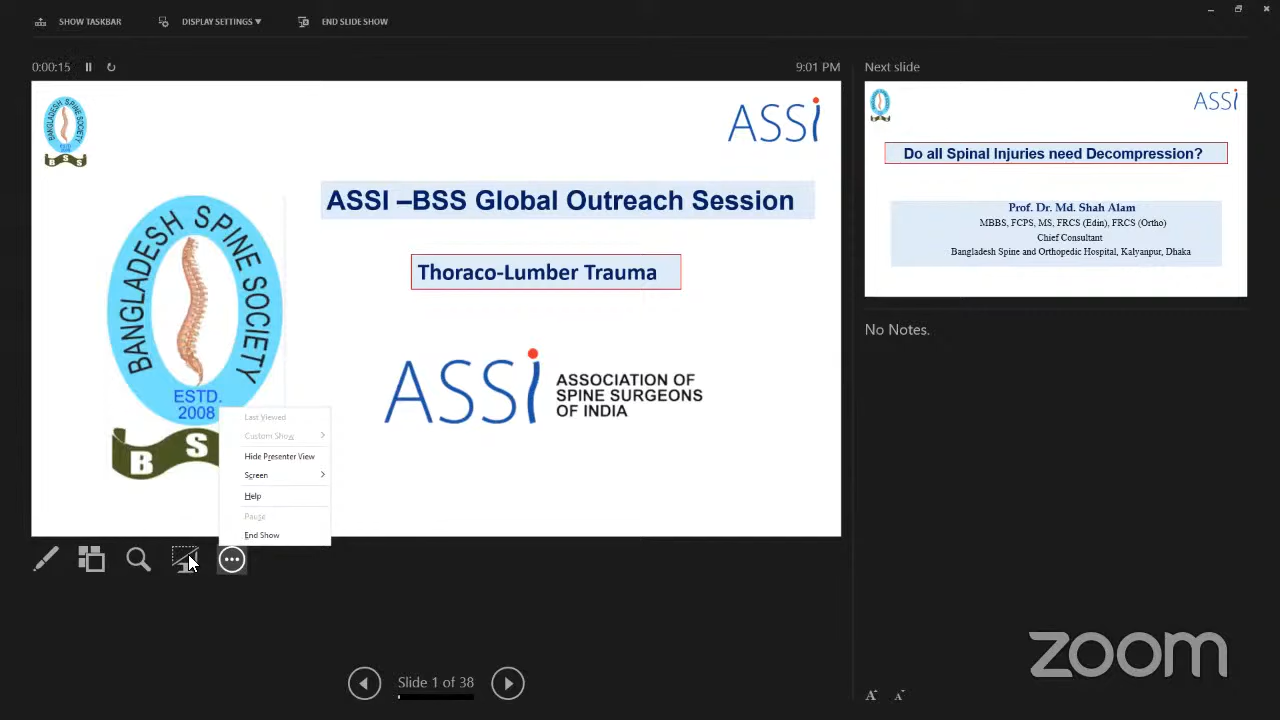 SHOW TASKBAR
DISPLAY SETTINGS ▼
END SLIDE SHOW
0:00:15
9:01 PM
Next slide
BANGLADESH SPINE SOCIETY
BSS
ASSI
ASSI –BSS Global Outreach Session
Thoraco-Lumber Trauma
BANGLADESH SPINE SOCIETY
ESTD.
2008
B S
ASSI
ASSOCIATION OF
SPINE SURGEONS
OF INDIA
Last Viewed
Custom Show
Hide Presenter View
Screen
Help
Pause
End Show
Slide 1 of 38
ASSI
Do all Spinal Injuries need Decompression?
Prof. Dr. Md. Shah Alam
MBBS, FCPS, MS, FRCS (Edin), FRCS (Ortho)
Chief Consultant
Bangladesh Spine and Orthopedic Hospital, Kalyanpur, Dhaka
No Notes.
zoom
A A